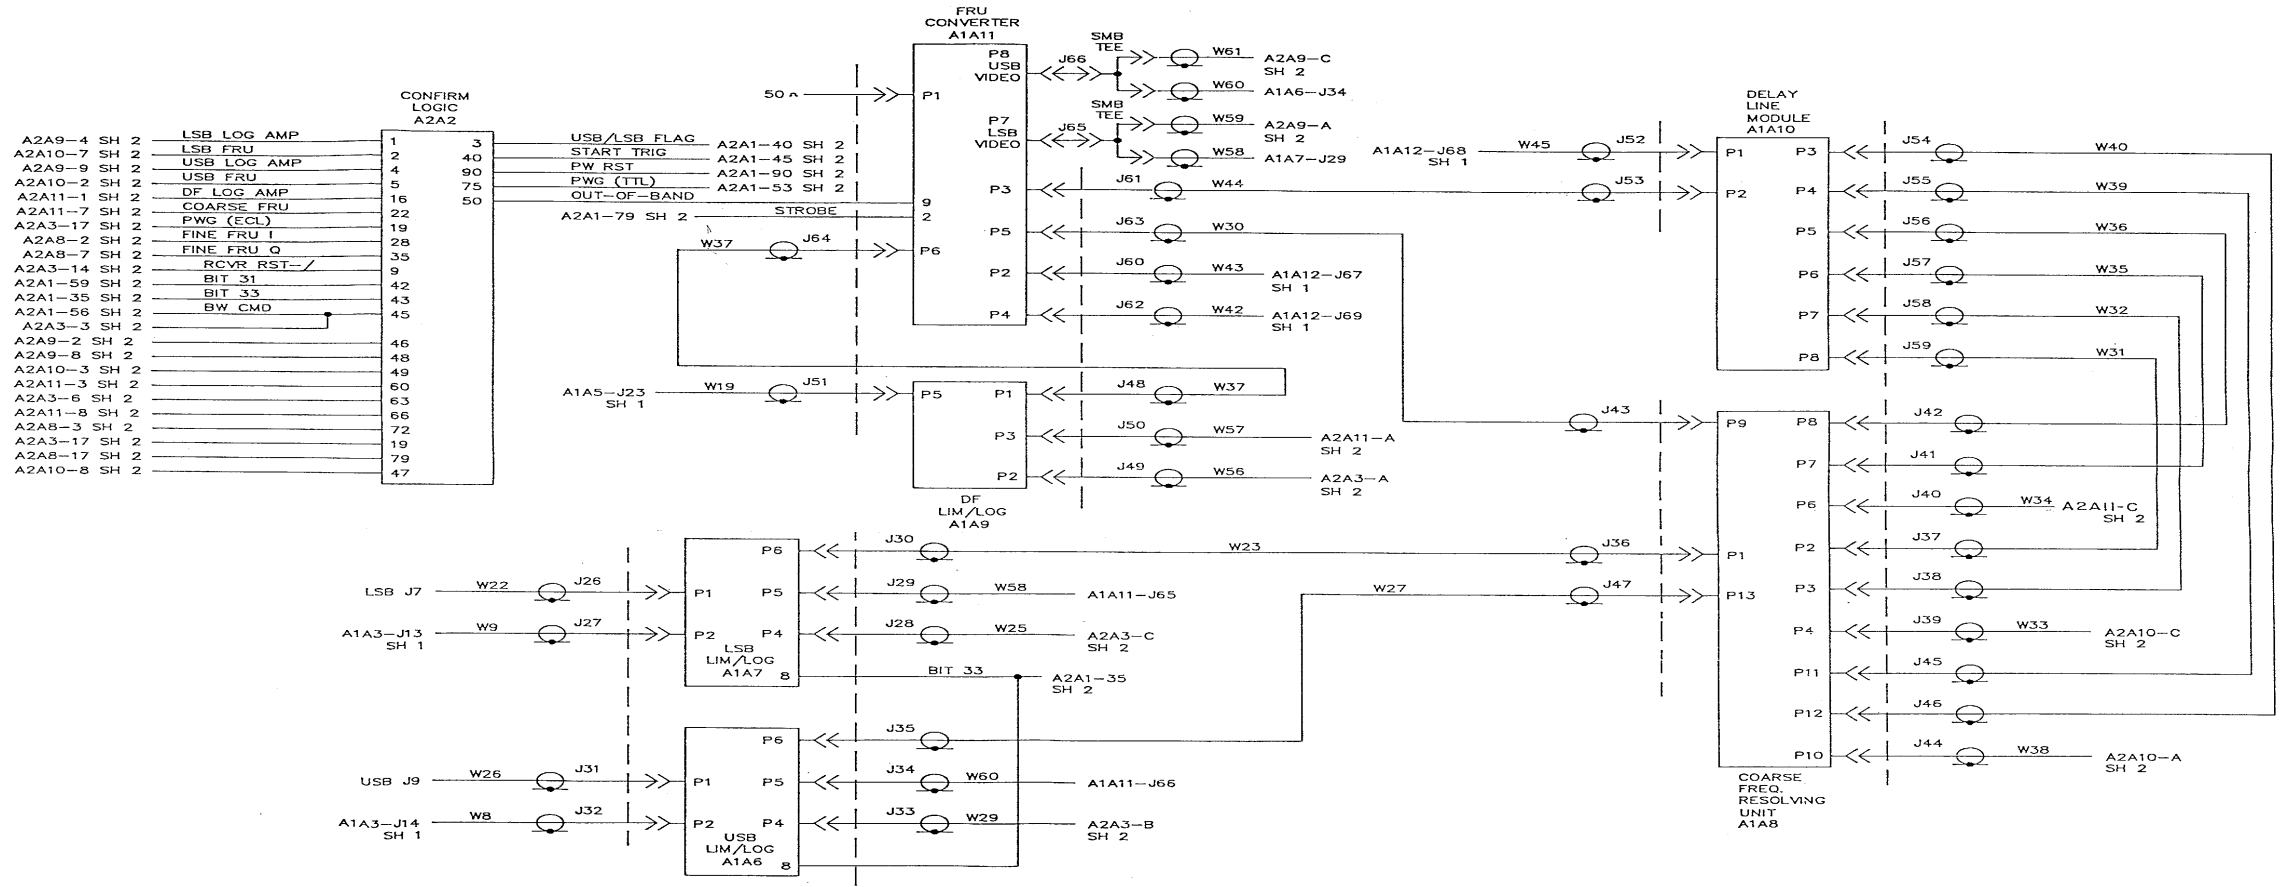 CONFIRM
LOGIC
A2A2
A2A9-4 SH 2 LSB LOG AMP 1
A2A10-7 SH 2 LSB FRU 2
A2A9-9 SH 2 USB LOG AMP 4
A2A10-2 SH 2 USB FRU 5
A2A11-1 SH 2 DF LOG AMP 16
A2A11-7 SH 2 COARSE FRU 22
A2A3-17 SH 2 PWG (ECL) 19
A2A8-2 SH 2 FINE FRU I 28
A2A8-7 SH 2 FINE FRU Q 35
A2A3-14 SH 2 RCVR RST-/ 9
A2A1-59 SH 2 BIT 31 42
A2A1-35 SH 2 BIT 33 43
A2A1-56 SH 2 BW CMD 45
A2A3-3 SH 2
A2A9-2 SH 2 46
A2A9-8 SH 2 48
A2A10-3 SH 2 49
A2A11-3 SH 2 60
A2A3-6 SH 2 63
A2A11-8 SH 2 66
A2A8-3 SH 2 72
A2A3-17 SH 2 19
A2A8-17 SH 2 79
A2A10-8 SH 2 47
3 USB/LSB FLAG A2A1-40 SH 2
40 START TRIG A2A1-45 SH 2
90 PW RST A2A1-90 SH 2
75 PWG (TTL) A2A1-53 SH 2
50 OUT-OF-BAND 9
A2A1-79 SH 2 STROBE 2
FRU
CONVERTER
A1A11
50 Ω P1
W37 J64 P6
P8
USB
VIDEO
J66
SMB
TEE
W61 A2A9-C
SH 2
W60 A1A6-J34
P7
LSB
VIDEO
J65
SMB
TEE
W59 A2A9-A
SH 2
W58 A1A7-J29
P3 J61 W44 J53 P2
P5 J63 W30
P2 J60 W43 A1A12-J67
SH 1
P4 J62 W42 A1A12-J69
SH 1
A1A5-J23
SH 1
W19 J51 P5
P1 J48 W37
P3 J50 W57 A2A11-A
SH 2
P2 J49 W56 A2A3-A
SH 2
DF
LIM/LOG
A1A9
DELAY
LINE
MODULE
A1A10
A1A12-J68
SH 1
W45 J52 P1
P3 J54 W40
P4 J55 W39
P5 J56 W36
P6 J57 W35
P7 J58 W32
P8 J59 W31
J43 P9
P8 J42
P7 J41
P6 J40 W34 A2A11-C
SH 2
P2 J37
P3 J38
P4 J39 W33 A2A10-C
SH 2
P11 J45
P12 J46
P10 J44 W38 A2A10-A
SH 2
COARSE
FREQ.
RESOLVING
UNIT
A1A8
LSB J7 W22 J26 P1
A1A3-J13
SH 1
W9 J27 P2
P6 J30 W23 J36 P1
P5 J29 W58 A1A11-J65
P4 J28 W25 A2A3-C
SH 2
LSB
LIM/LOG
A1A7
8 BIT 33 A2A1-35
SH 2
W27 J47 P13
USB J9 W26 J31 P1
A1A3-J14
SH 1
W8 J32 P2
P6 J35
P5 J34 W60 A1A11-J66
P4 J33 W29 A2A3-B
SH 2
USB
LIM/LOG
A1A6
8